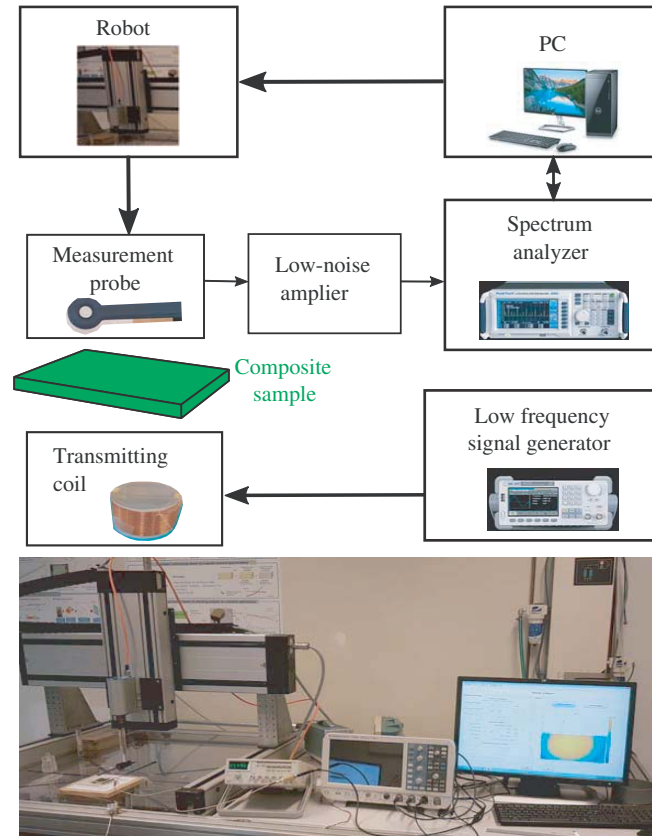 Robot
PC
Measurement
probe
Low-noise
amplier
Spectrum
analyzer
Composite
sample
Transmitting
coil
Low frequency
signal generator